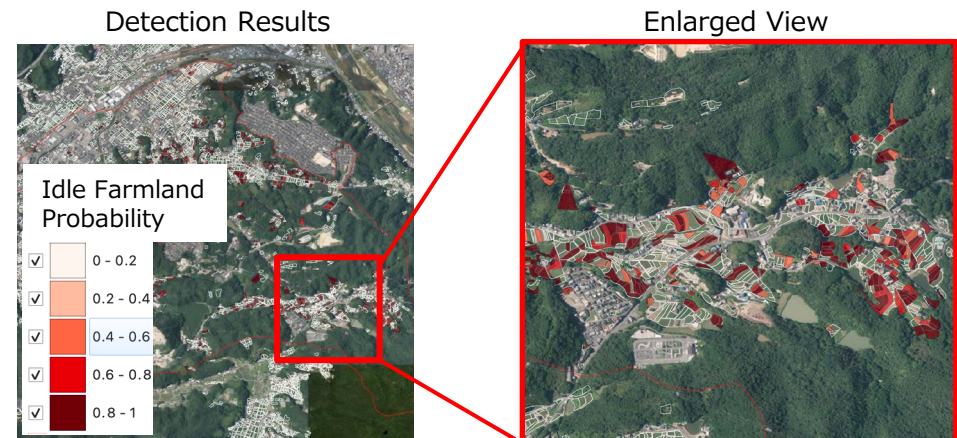 Detection Results
Enlarged View
Idle Farmland
Probability
0 - 0.2
0.2 - 0.4
0.4 - 0.6
0.6 - 0.8
0.8 - 1